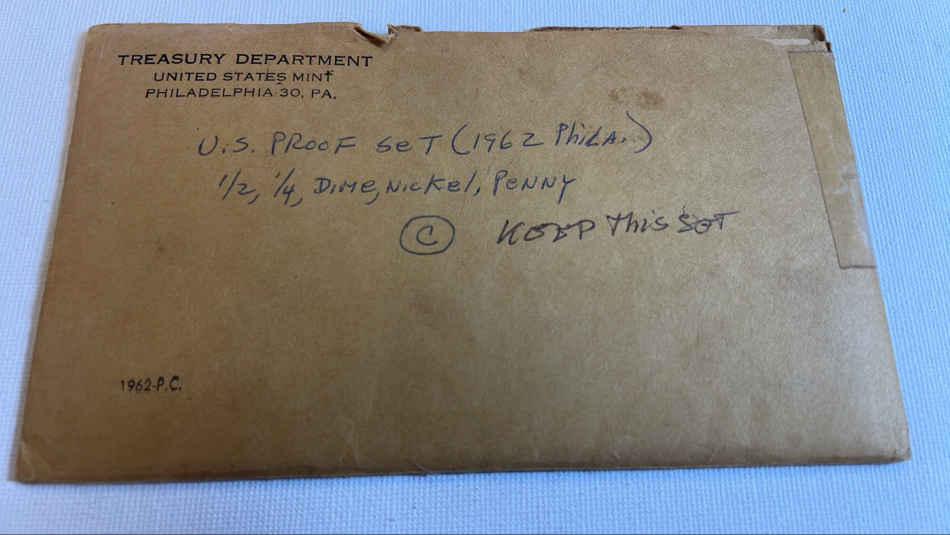 TREASURY DEPARTMENT
UNITED STATES MINT
PHILADELPHIA 30, PA.
U.S. PROOF SET (1962 PHILA.)
1/2, 1/4, DIME, NICKEL, PENNY
C KEEP THIS SET
1962-P.C.